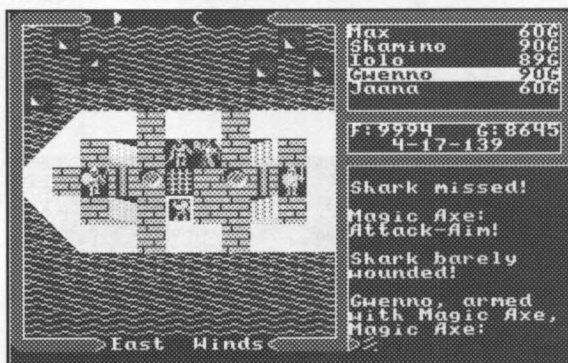 Max 60G
Shamino 90G
Iolo 89G
Gwenno 90G
Jaana 60G
F:9994 G:8645
4-17-139
Shark missed!
Magic Axe:
Attack-Aim!
Shark barely
wounded!
Gwenno, armed
with Magic Axe,
Magic Axe:
East Winds